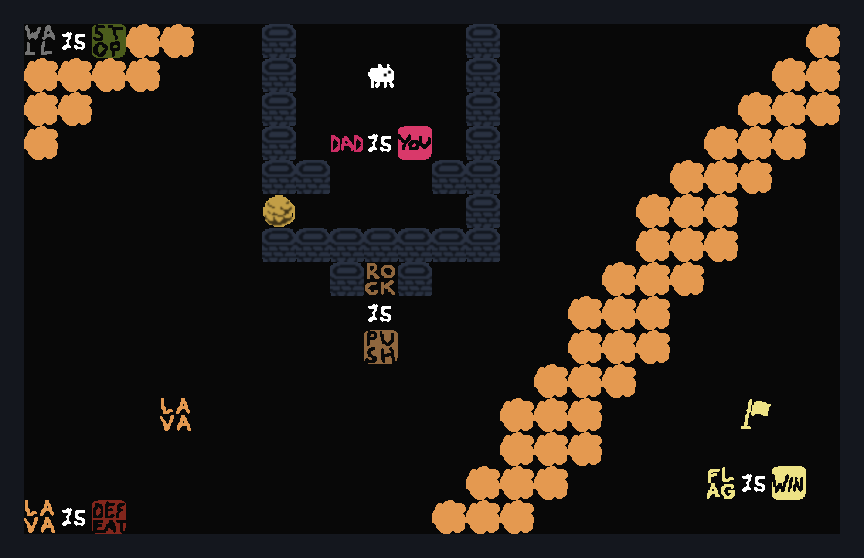 WALL IS STOP
DAD IS YOU
ROCK
IS
PUSH
LAVA
FLAG IS WIN
LAVA IS DEFEAT